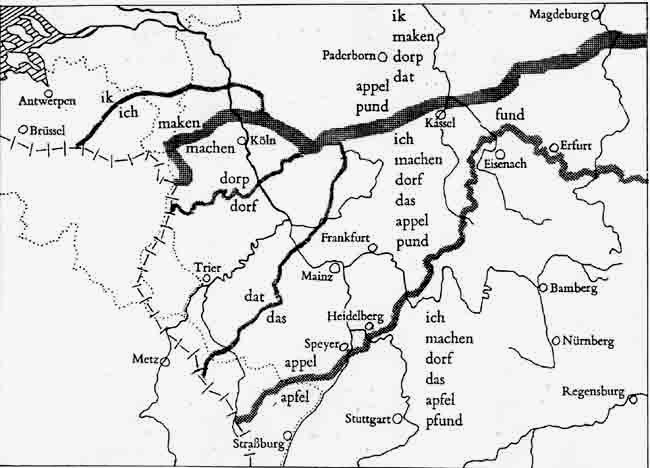 ik
maken
dorp
dat
appel
pund
Magdeburg
Paderborn
Antwerpen
Brüssel
ik
ich
maken
machen
Köln
dorp
dorf
Kassel
fund
Eisenach
Erfurt
ich
machen
dorf
das
appel
pund
Frankfurt
Mainz
Trier
dat
das
Heidelberg
Speyer
Metz
appel
apfel
Straßburg
Stuttgart
Bamberg
Nürnberg
Regensburg
ich
machen
dorf
das
apfel
pfund